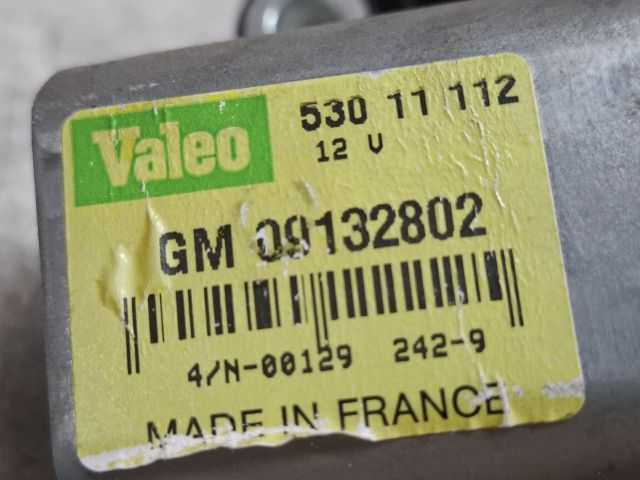 Valeo
530 11 112
12 V
GM 09132802
4/N-00129 242-9
MADE IN FRANCE